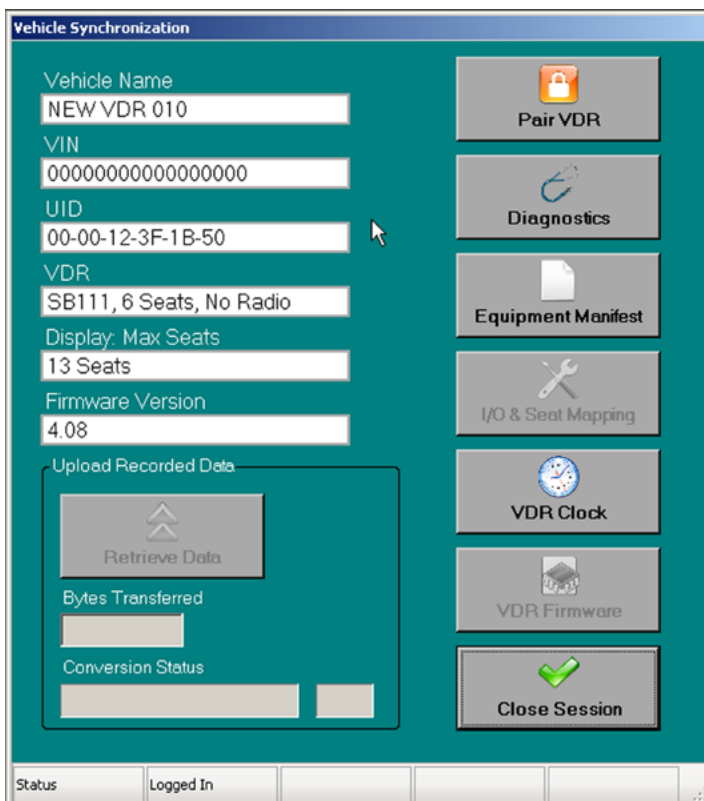 Vehicle Synchronization
Vehicle Name
NEW VDR 010
VIN
00000000000000000
UID
00-00-12-3F-1B-50
VDR
SB111, 6 Seats, No Radio
Display: Max Seats
13 Seats
Firmware Version
4.08
Upload Recorded Data
Retrieve Data
Bytes Transferred
Conversion Status
Pair VDR
Diagnostics
Equipment Manifest
I/O & Seat Mapping
VDR Clock
VDR Firmware
Close Session
Status
Logged In